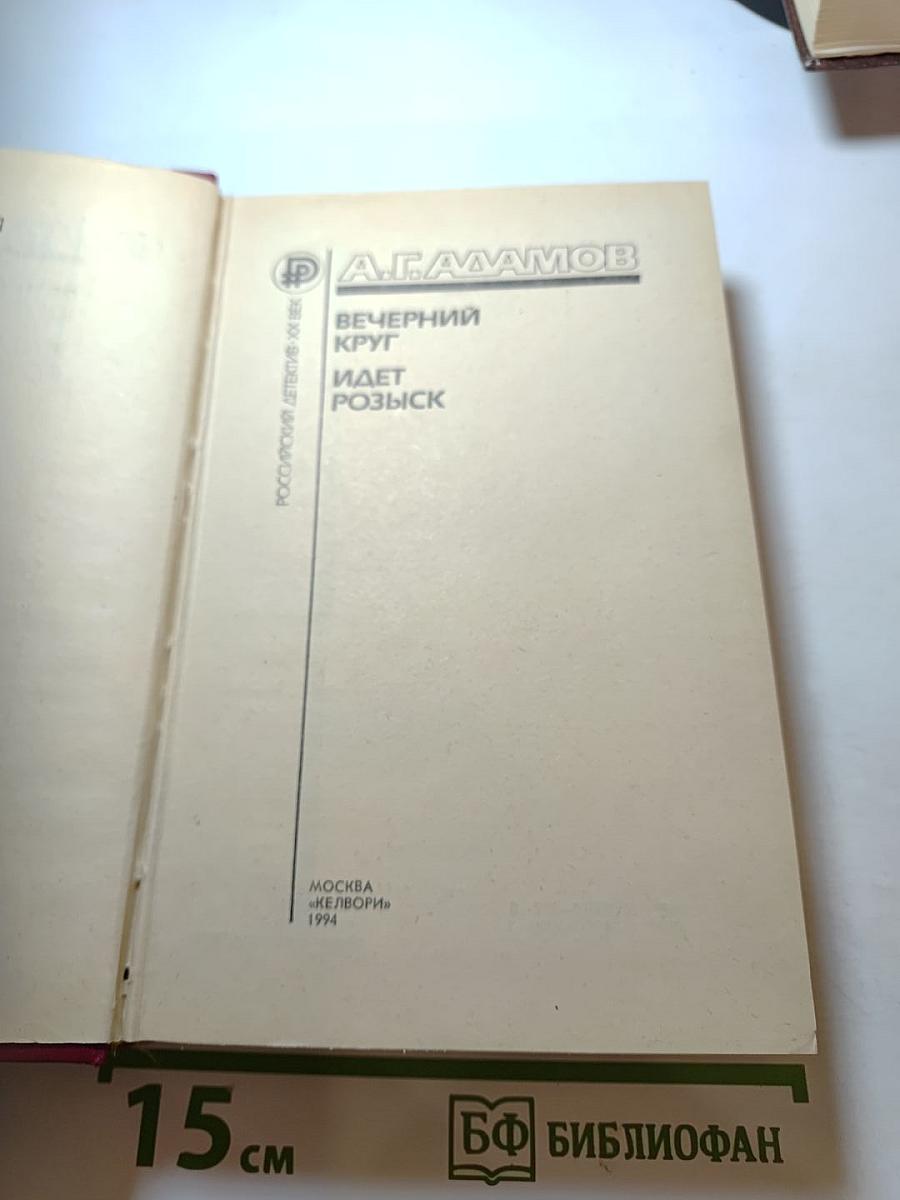 А.Г.АДАМОВ
РОССИЙСКИЙ ДЕТЕКТИВ·XX ВЕК
ВЕЧЕРНИЙ
КРУГ
ИДЕТ
РОЗЫСК
МОСКВА
«КЕЛВОРИ»
1994
15 см
БФ БИБЛИОФАН